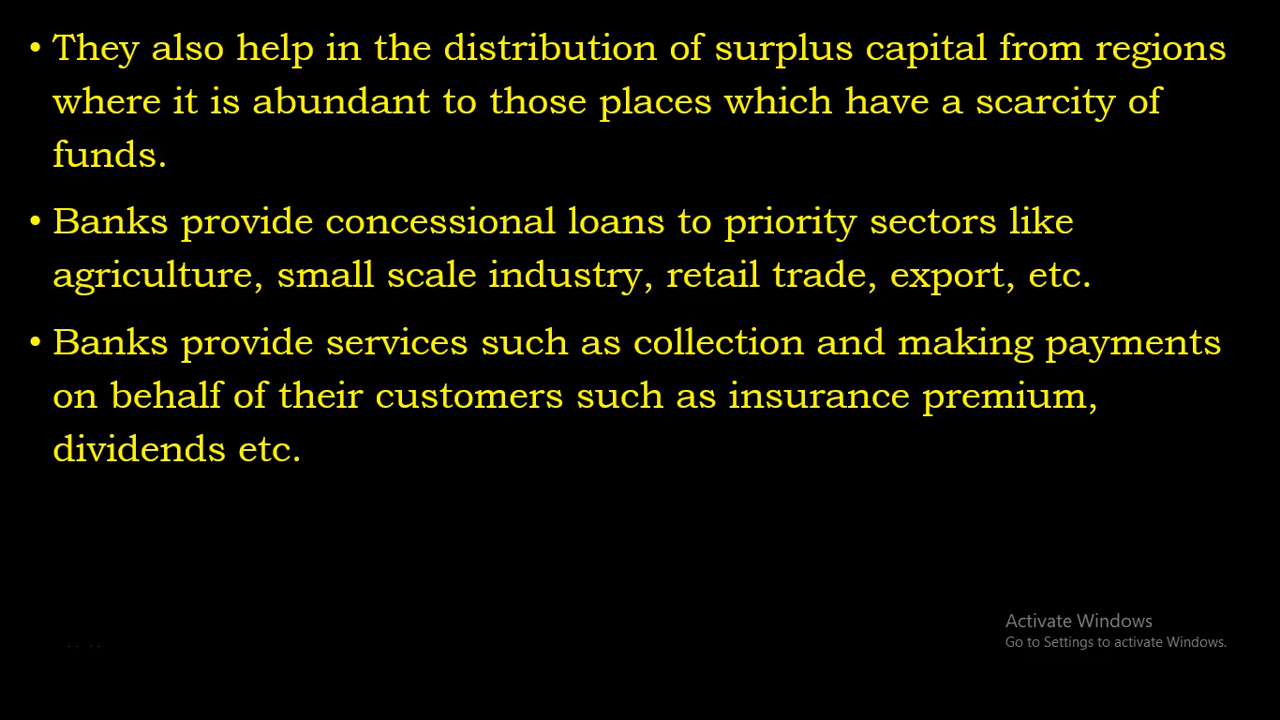 • They also help in the distribution of surplus capital from regions
where it is abundant to those places which have a scarcity of
funds.
• Banks provide concessional loans to priority sectors like
agriculture, small scale industry, retail trade, export, etc.
• Banks provide services such as collection and making payments
on behalf of their customers such as insurance premium,
dividends etc.
Activate Windows
Go to Settings to activate Windows.